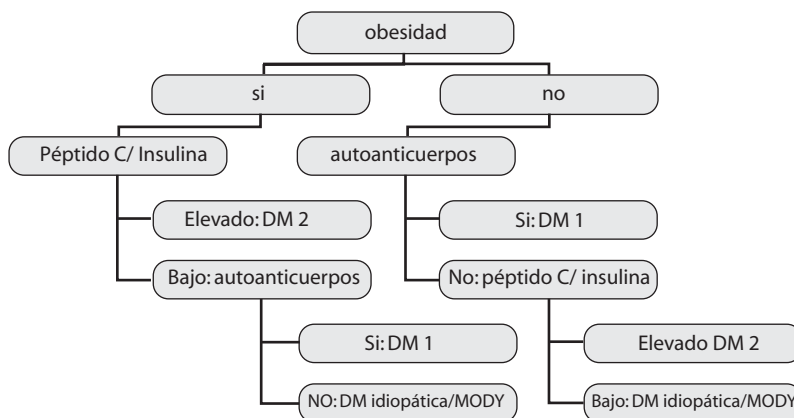 obesidad
si
no
Péptido C/ Insulina
autoanticuerpos
Elevado: DM 2
Si: DM 1
Bajo: autoanticuerpos
No: péptido C/ insulina
Si: DM 1
Elevado DM 2
NO: DM idiopática/MODY
Bajo: DM idiopática/MODY